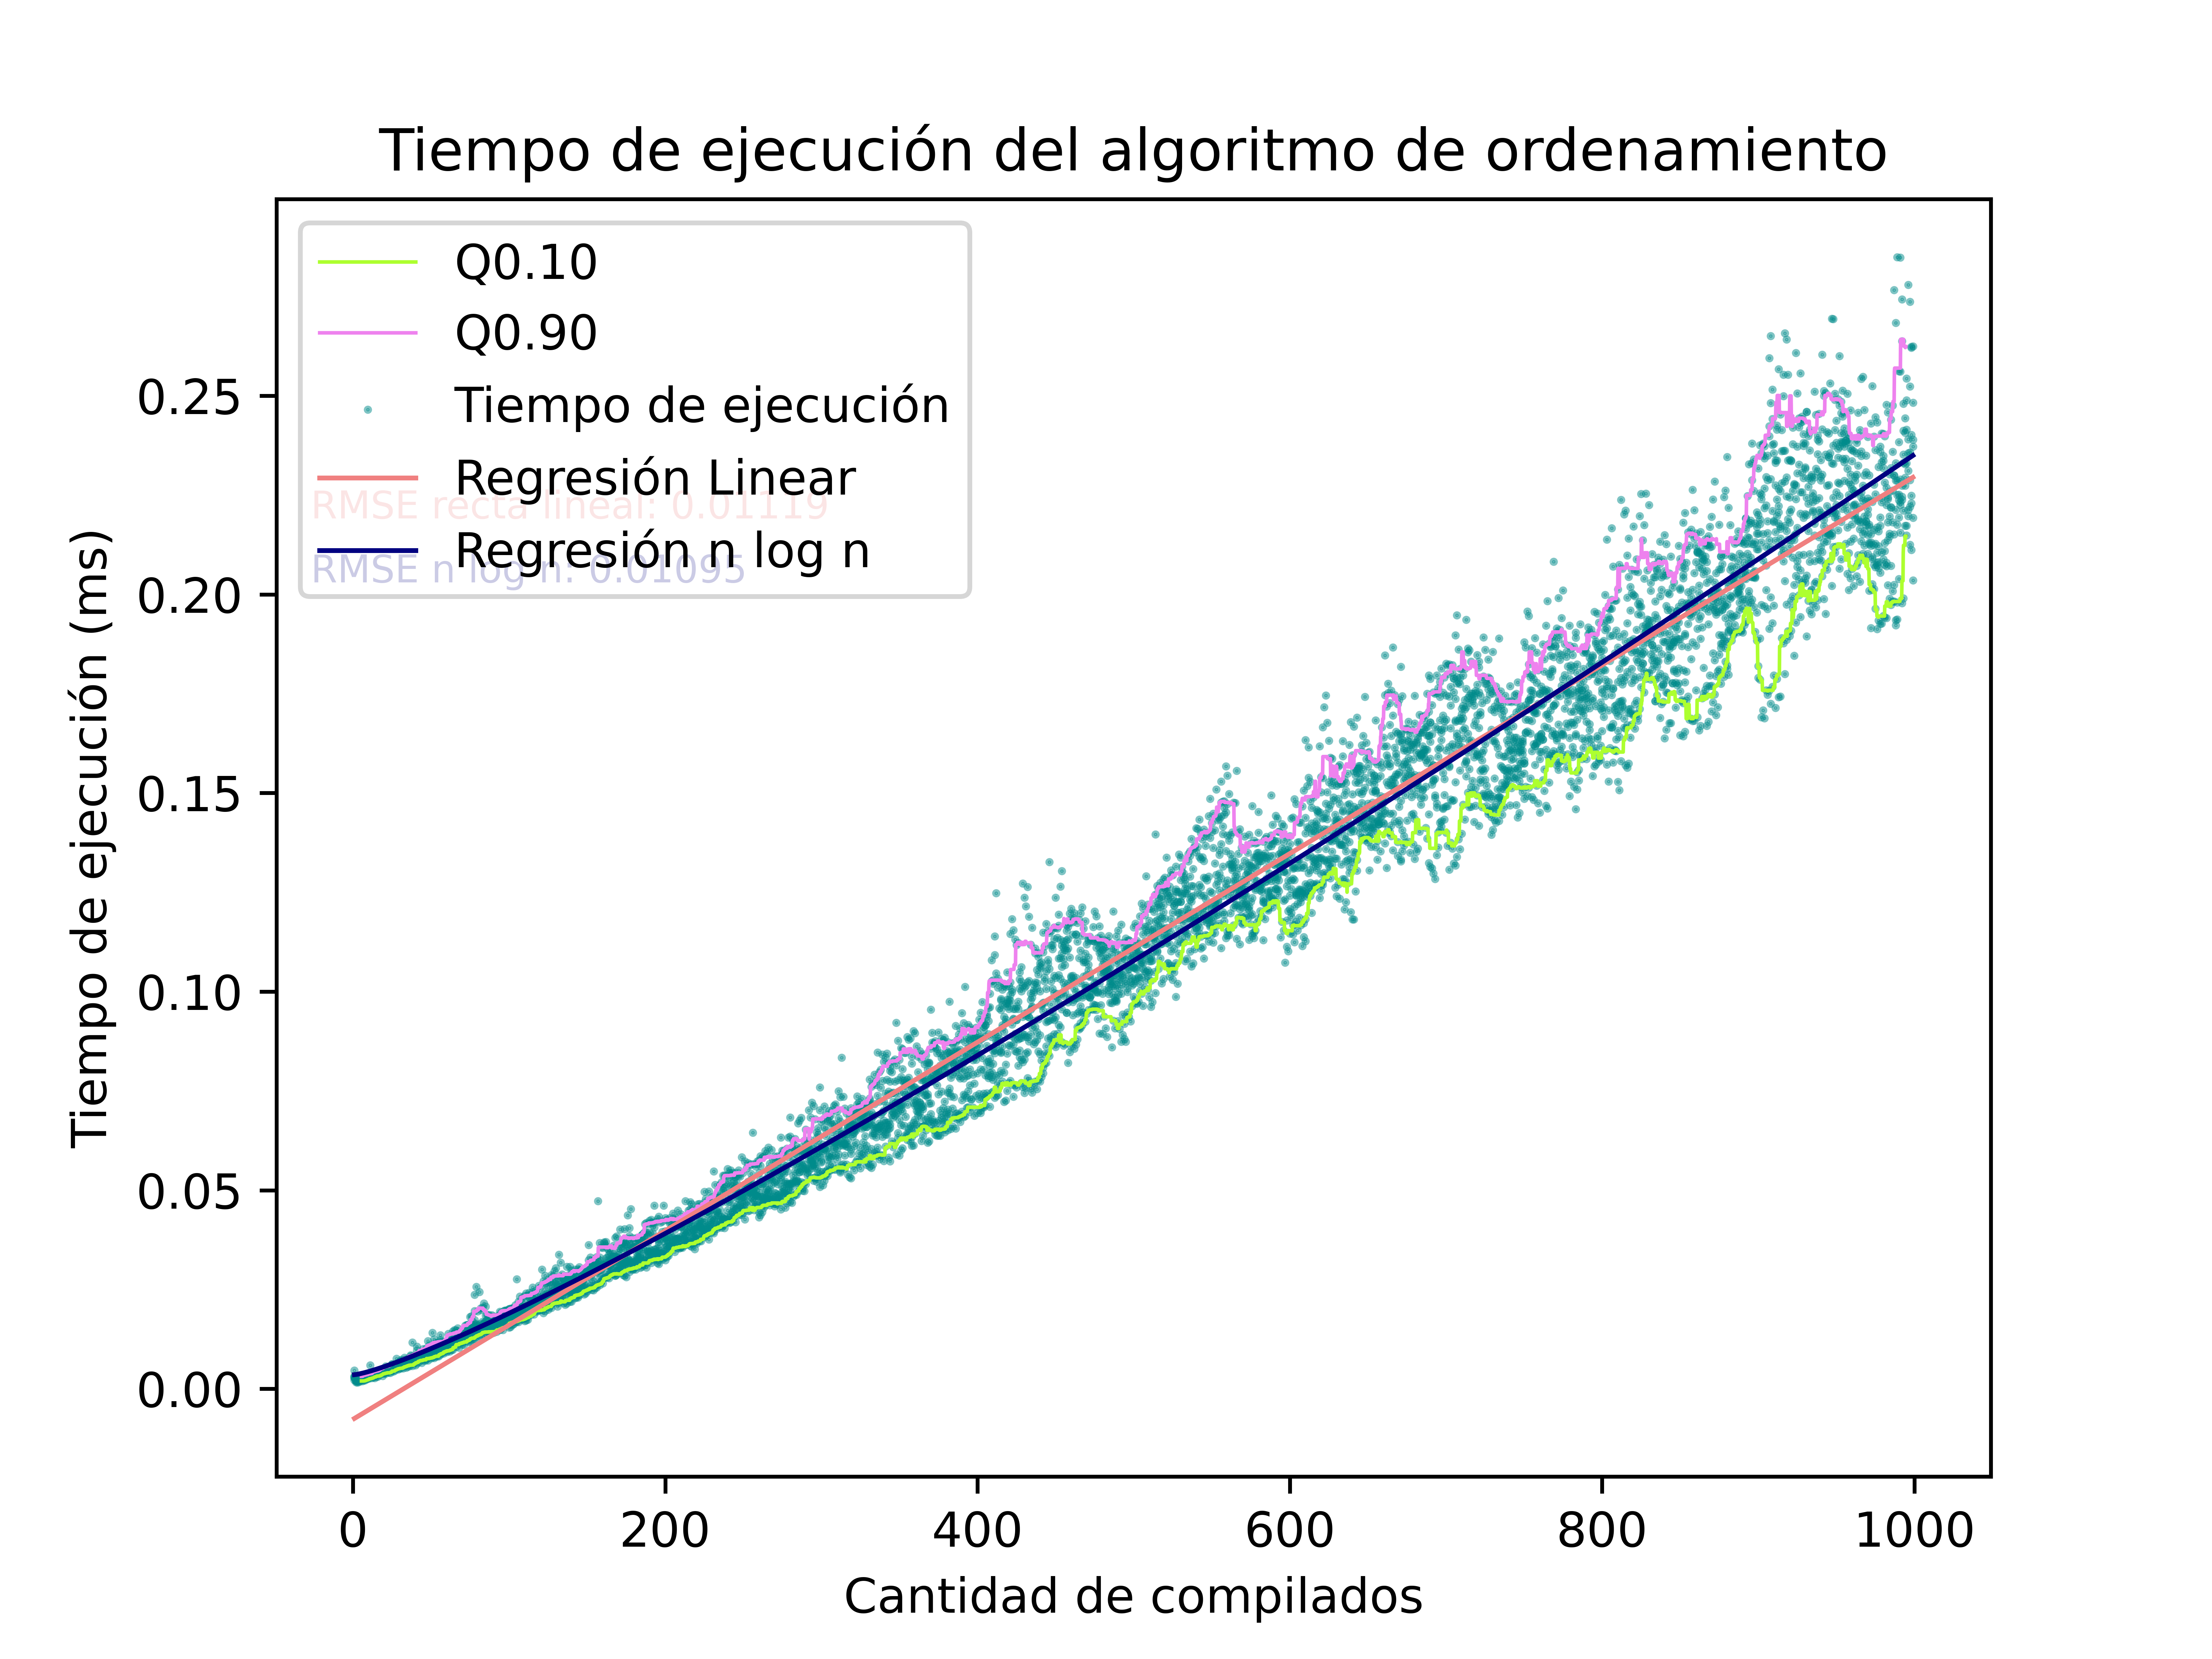 Tiempo de ejecución del algoritmo de ordenamiento
Q0.10
Q0.90
Tiempo de ejecución
Regresión Linear
RMSE recta lineal: 0.01119
Regresión n log n
RMSE n log n: 0.01095
Tiempo de ejecución (ms)
0.25
0.20
0.15
0.10
0.05
0.00
0 200 400 600 800 1000
Cantidad de compilados